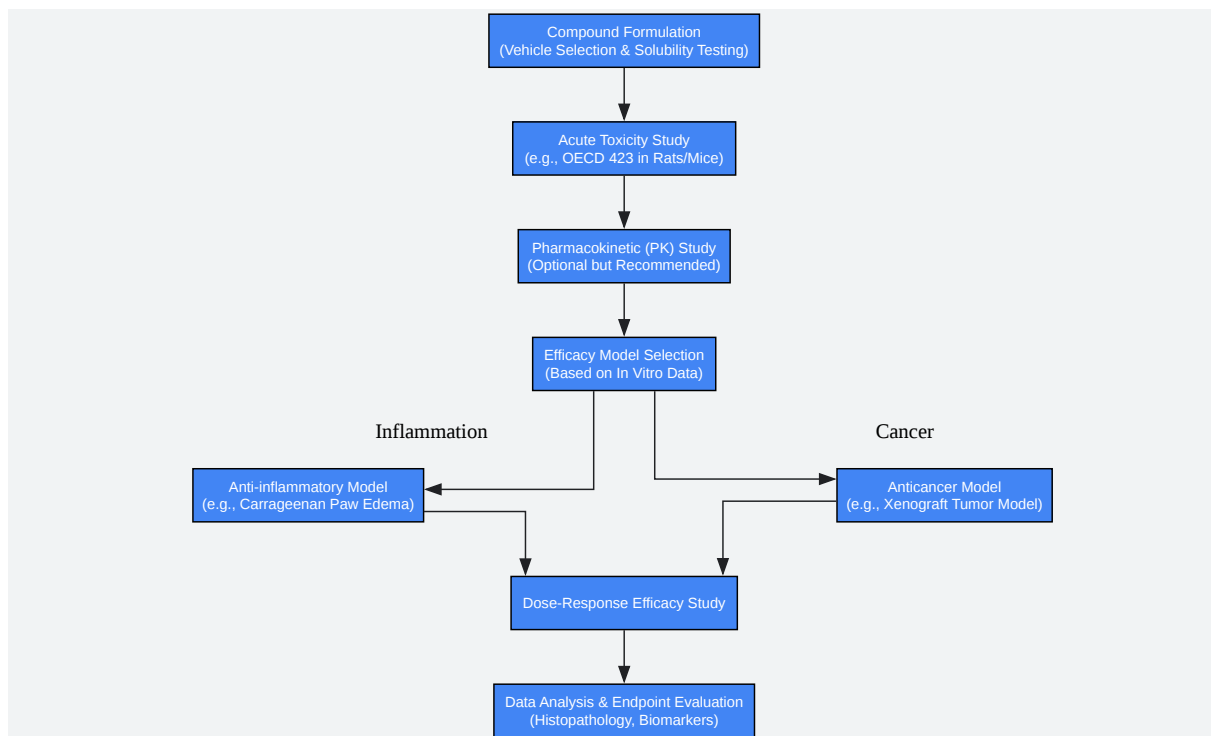 Compound Formulation
(Vehicle Selection & Solubility Testing)
Acute Toxicity Study
(e.g., OECD 423 in Rats/Mice)
Pharmacokinetic (PK) Study
(Optional but Recommended)
Efficacy Model Selection
(Based on In Vitro Data)
Inflammation
Cancer
Anti-inflammatory Model
(e.g., Carrageenan Paw Edema)
Anticancer Model
(e.g., Xenograft Tumor Model)
Dose-Response Efficacy Study
Data Analysis & Endpoint Evaluation
(Histopathology, Biomarkers)